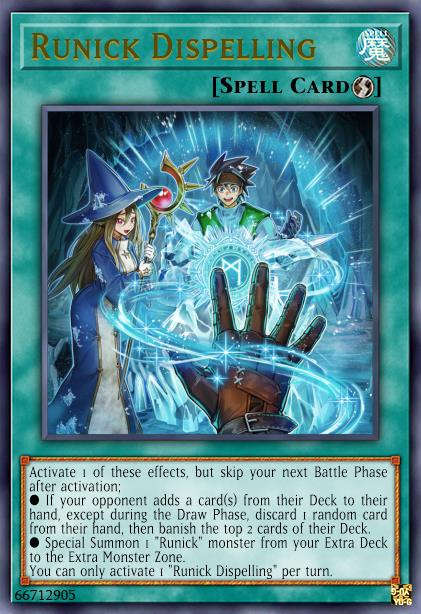 RUNICK DISPELLING
SPELL
魔
[SPELL CARD]
Activate 1 of these effects, but skip your next Battle Phase
after activation;
● If your opponent adds a card(s) from their Deck to their
hand, except during the Draw Phase, discard 1 random card
from their hand, then banish the top 2 cards of their Deck.
● Special Summon 1 "Runick" monster from your Extra Deck
to the Extra Monster Zone.
You can only activate 1 "Runick Dispelling" per turn.
66712905